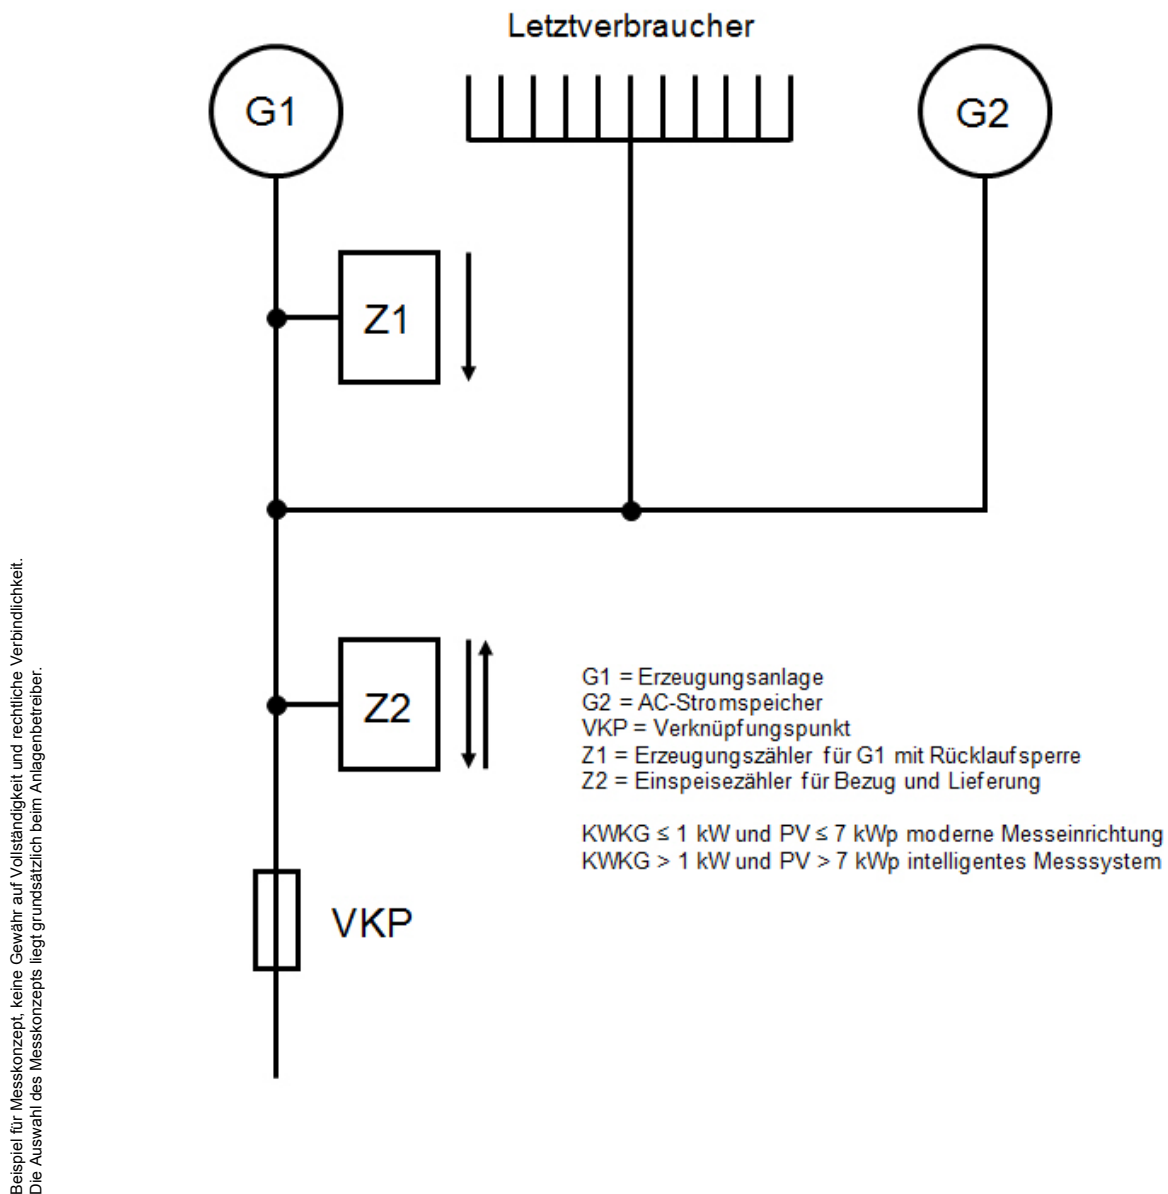 Letztverbraucher
G1
G2
Z1
Z2
G1 = Erzeugungsanlage
G2 = AC-Stromspeicher
VKP = Verknüpfungspunkt
Z1 = Erzeugungszähler für G1 mit Rücklaufsperre
Z2 = Einspeisezähler für Bezug und Lieferung
KWKG ≤ 1 kW und PV ≤ 7 kWp moderne Messeinrichtung
KWKG > 1 kW und PV > 7 kWp intelligentes Messsystem
VKP
Beispiel für Messkonzept, keine Gewähr auf Vollständigkeit und rechtliche Verbindlichkeit.
Die Auswahl des Messkonzepts liegt grundsätzlich beim Anlagenbetreiber.